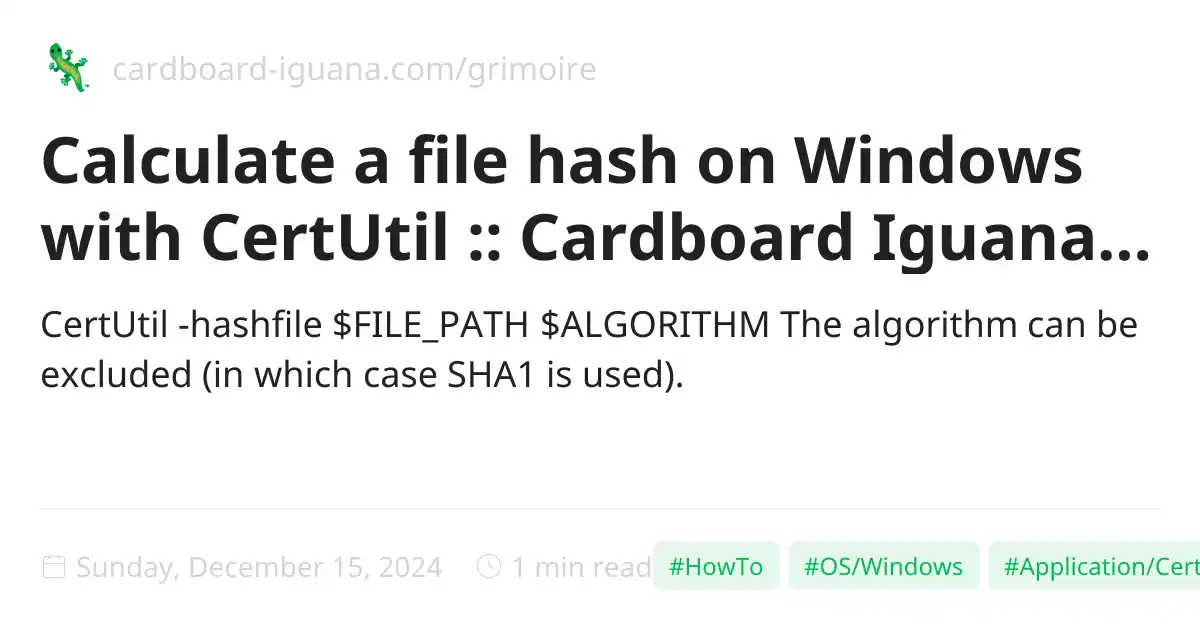 cardboard-iguana.com/grimoire
Calculate a file hash on Windows
with CertUtil :: Cardboard Iguana...
CertUtil -hashfile $FILE_PATH $ALGORITHM The algorithm can be
excluded (in which case SHA1 is used).
Sunday, December 15, 2024 1 min read #HowTo #OS/Windows #Application/Cert